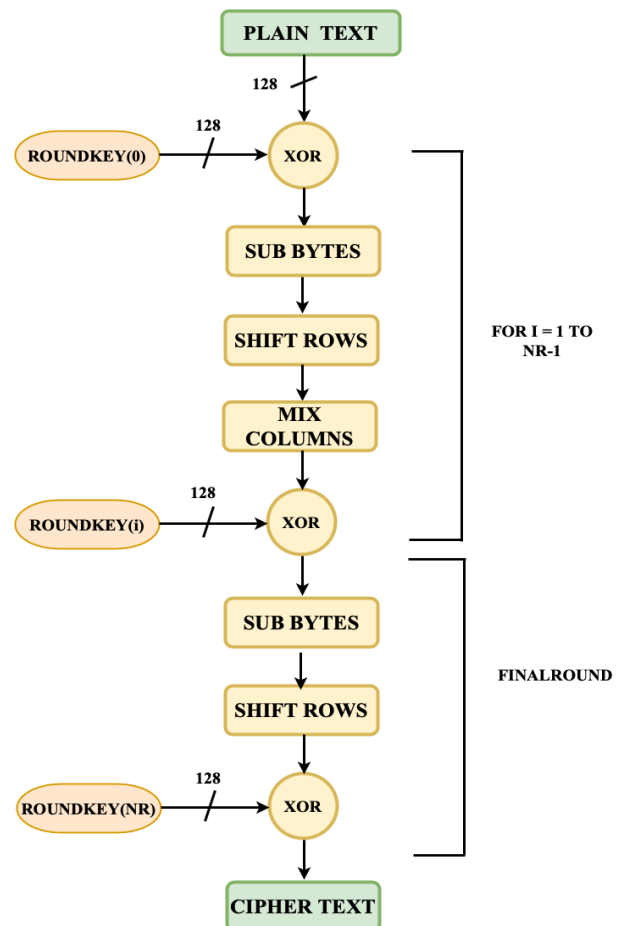 PLAIN TEXT
128
128
ROUNDKEY(0)
XOR
SUB BYTES
SHIFT ROWS
FOR I = 1 TO
NR-1
MIX
COLUMNS
128
ROUNDKEY(i)
XOR
SUB BYTES
FINALROUND
SHIFT ROWS
128
ROUNDKEY(NR)
XOR
CIPHER TEXT